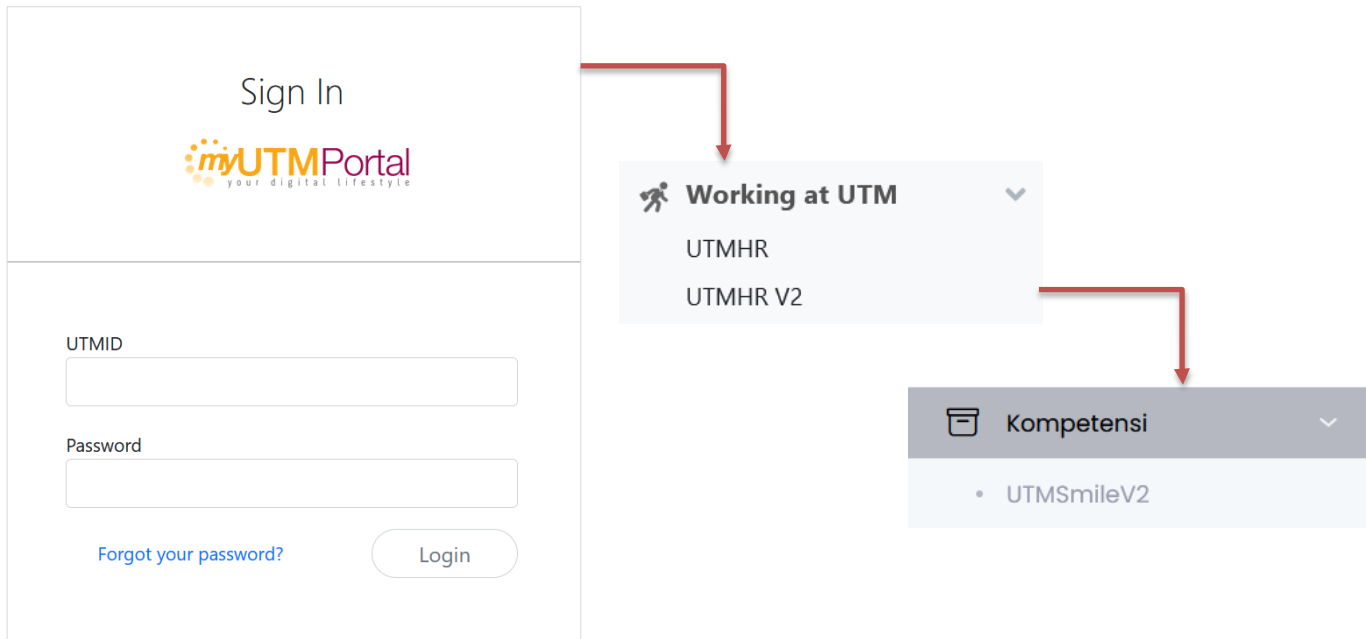 Sign In
myUTMPortal
your digital lifestyle
UTMID
Password
Forgot your password?
Login
Working at UTM
UTMHR
UTMHR V2
Kompetensi
UTMSmileV2